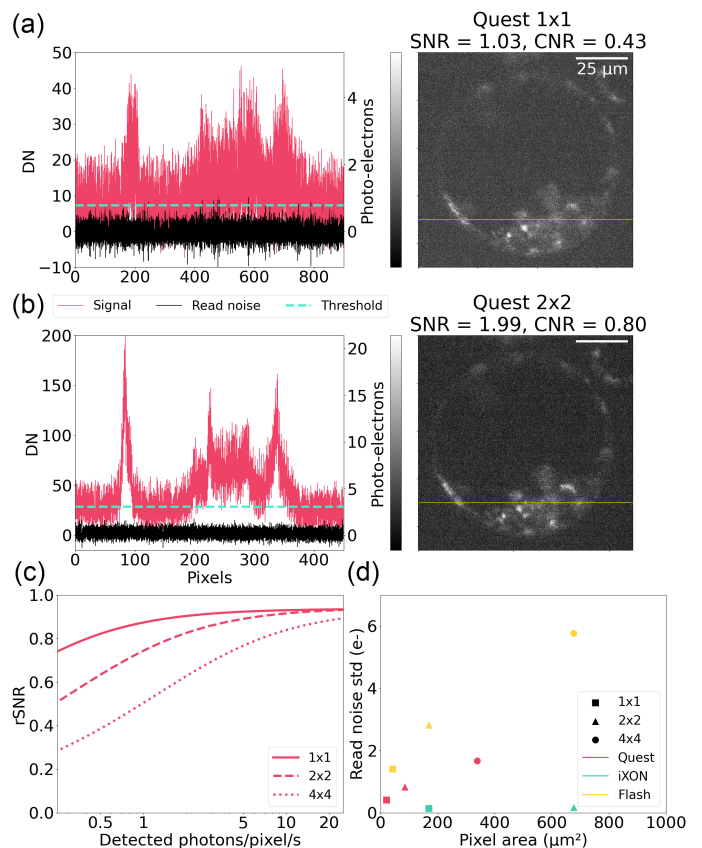 (a)
Quest 1x1
SNR = 1.03, CNR = 0.43
50
40
30
20
10
0
−10
DN
0 200 400 600 800
4
2
0
Photo-electrons
25 μm
(b)
Signal Read noise Threshold
Quest 2x2
SNR = 1.99, CNR = 0.80
200
150
100
50
0
DN
0 100 200 300 400
Pixels
20
15
10
5
0
Photo-electrons
(c)
1.0
0.8
0.6
0.4
0.2
0.0
rSNR
0.5 1 5 10 20
Detected photons/pixel/s
1x1
2x2
4x4
(d)
6
4
2
0
Read noise std (e-)
0 200 400 600 800 1000
Pixel area (μm²)
1x1
2x2
4x4
Quest
iXON
Flash